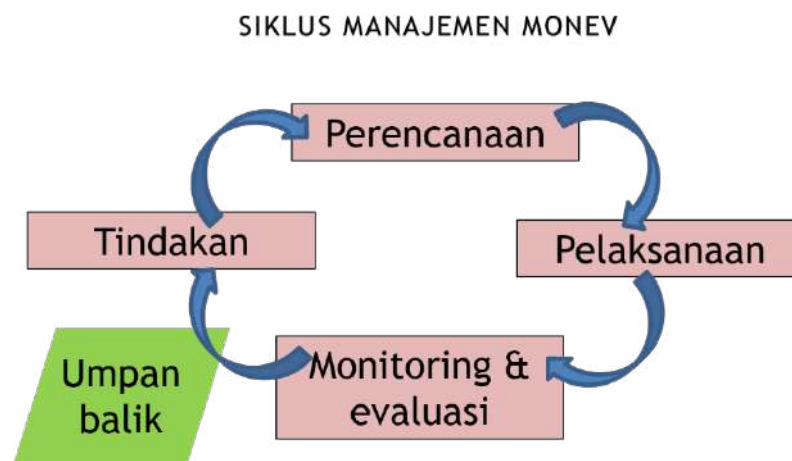 SIKLUS MANAJEMEN MONEV
Perencanaan
Tindakan
Pelaksanaan
Umpan
balik
Monitoring &
evaluasi